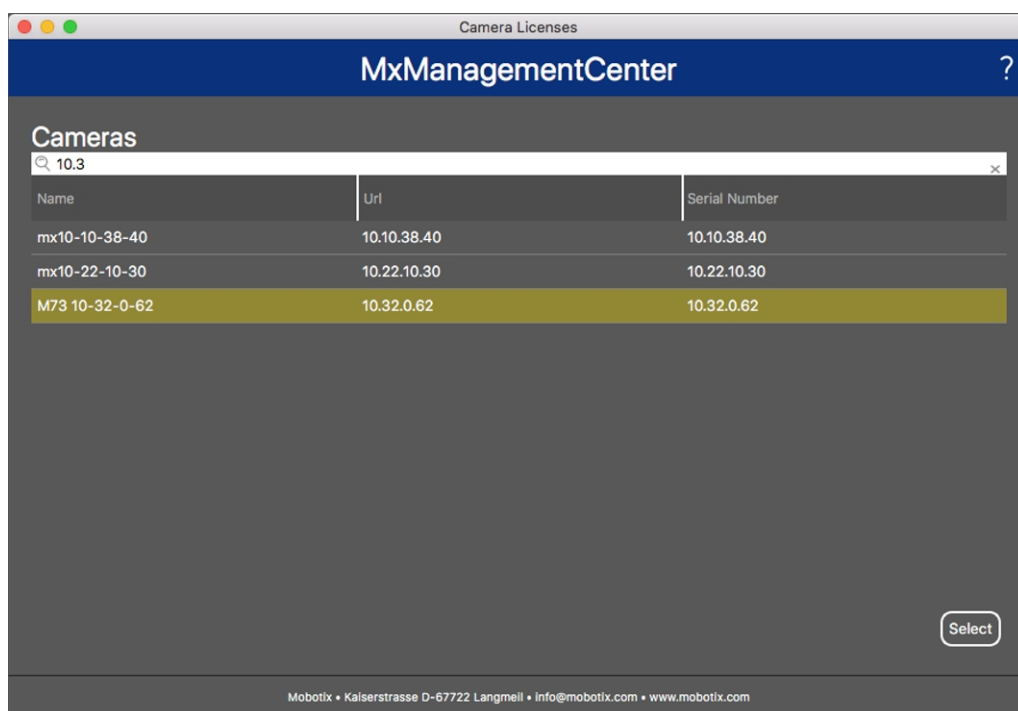 Camera Licenses
MxManagementCenter ?
Cameras
10.3 ×
Name Url Serial Number
mx10-10-38-40 10.10.38.40 10.10.38.40
mx10-22-10-30 10.22.10.30 10.22.10.30
M73 10-32-0-62 10.32.0.62 10.32.0.62
Select
Mobotix • Kaiserstrasse D-67722 Langmeil • info@mobotix.com • www.mobotix.com